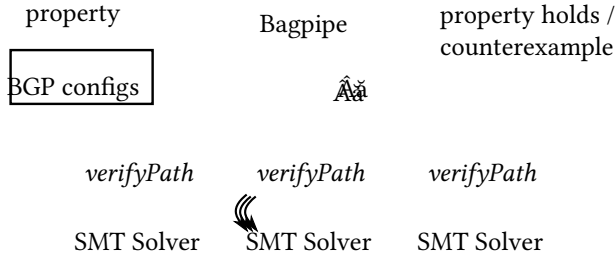 property
Bagpipe
property holds /
counterexample
BGP configs
verifyPath verifyPath verifyPath
SMT Solver SMT Solver SMT Solver